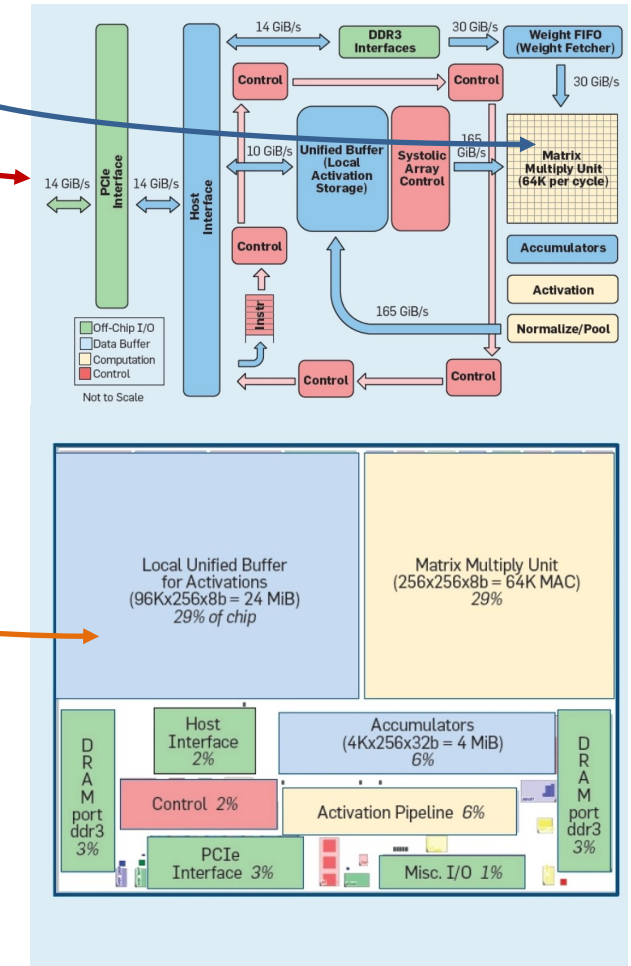 14 GiB/s
DDR3
Interfaces
30 GiB/s
Weight FIFO
(Weight Fetcher)
Control
Control
30 GiB/s
14 GiB/s
PCIe
Interface
14 GiB/s
Host
Interface
10 GiB/s
Unified Buffer
(Local
Activation
Storage)
Systolic
Array
Control
165
GiB/s
Matrix
Multiply Unit
(64K per cycle)
Control
Accumulators
Activation
Instr
165 GiB/s
Normalize/Pool
Off-Chip I/O
Data Buffer
Computation
Control
Not to Scale
Control
Control
Local Unified Buffer
for Activations
(96Kx256x8b = 24 MiB)
29% of chip
Matrix Multiply Unit
(256x256x8b = 64K MAC)
29%
D
R
A
M
port
ddr3
3%
Host
Interface
2%
Accumulators
(4Kx256x32b = 4 MiB)
6%
D
R
A
M
port
ddr3
3%
Control 2%
Activation Pipeline 6%
PCIe
Interface 3%
Misc. I/O 1%